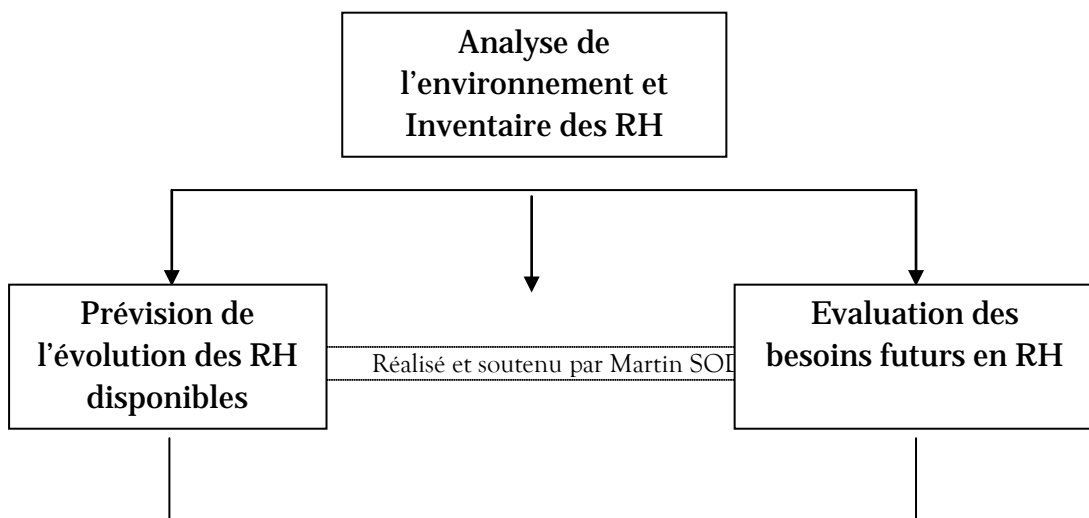 Analyse de
l’environnement et
Inventaire des RH
Prévision de
l’évolution des RH
disponibles
Réalisé et soutenu par Martin
Evaluation des
besoins futurs en RH